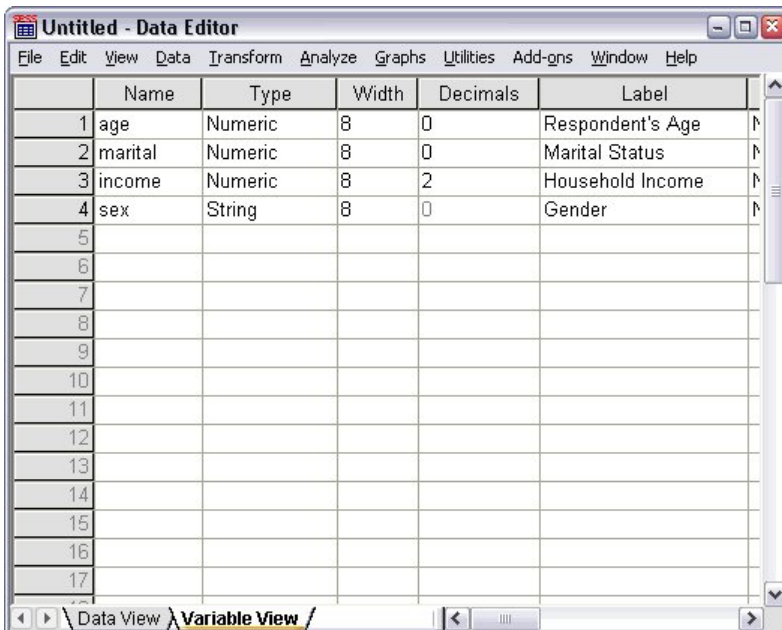 Untitled - Data Editor
File Edit View Data Transform Analyze Graphs Utilities Add-ons Window Help
Name Type Width Decimals Label
1 age Numeric 8 0 Respondent's Age
2 marital Numeric 8 0 Marital Status
3 income Numeric 8 2 Household Income
4 sex String 8 0 Gender
5
6
7
8
9
10
11
12
13
14
15
16
17
Data View Variable View